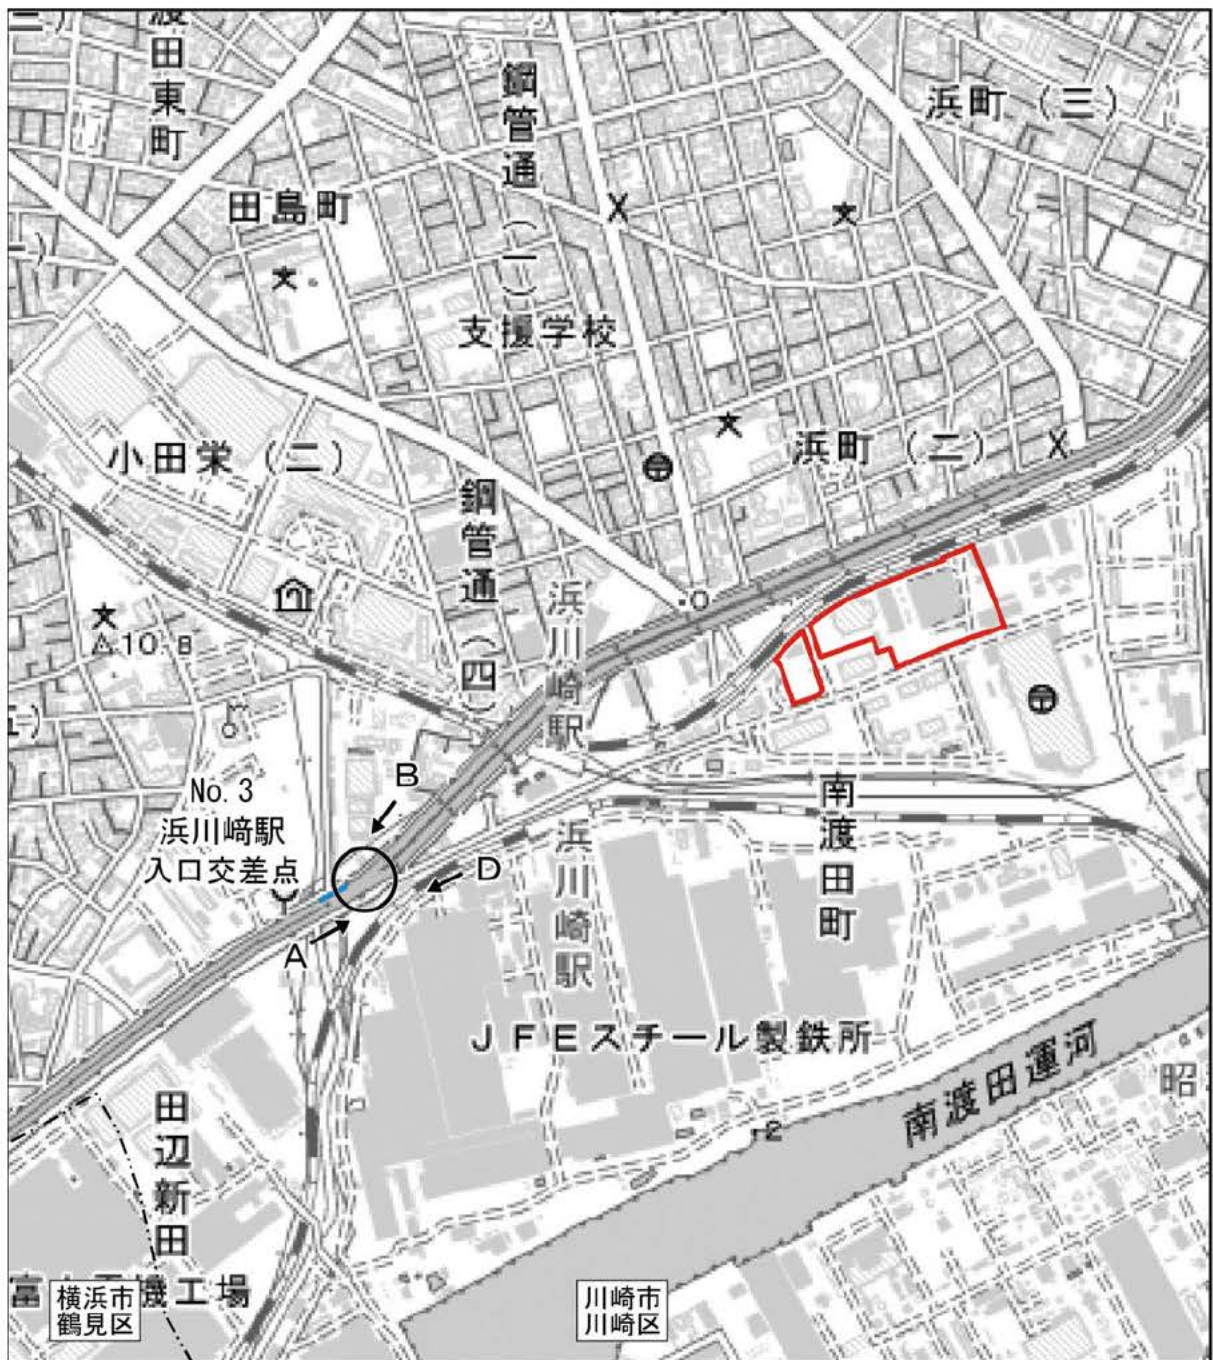 渡田東町
浜町（三）
鋼管通（一）
田島町
支援学校
小田栄（二）
浜町（二）
鋼管通（四）
浜川崎駅
10.8
No.3
浜川﨑駅
入口交差点
B
D
A
南渡田町
浜川崎駅
JFEスチール製鉄所
南渡田運河
昭
田辺新田
横浜市
鶴見区
機工場
川崎市
川崎区